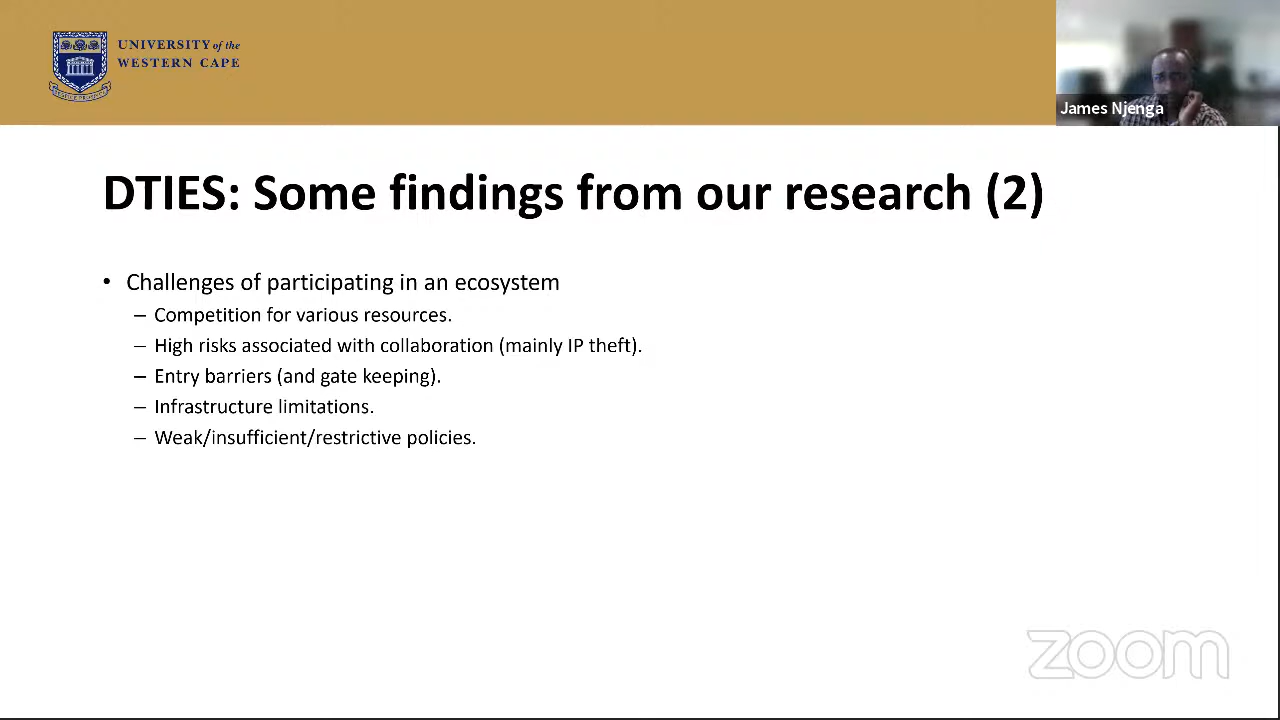 UNIVERSITY of the
WESTERN CAPE
James Njenga
DTIES: Some findings from our research (2)
• Challenges of participating in an ecosystem
– Competition for various resources.
– High risks associated with collaboration (mainly IP theft).
– Entry barriers (and gate keeping).
– Infrastructure limitations.
– Weak/insufficient/restrictive policies.
zoom